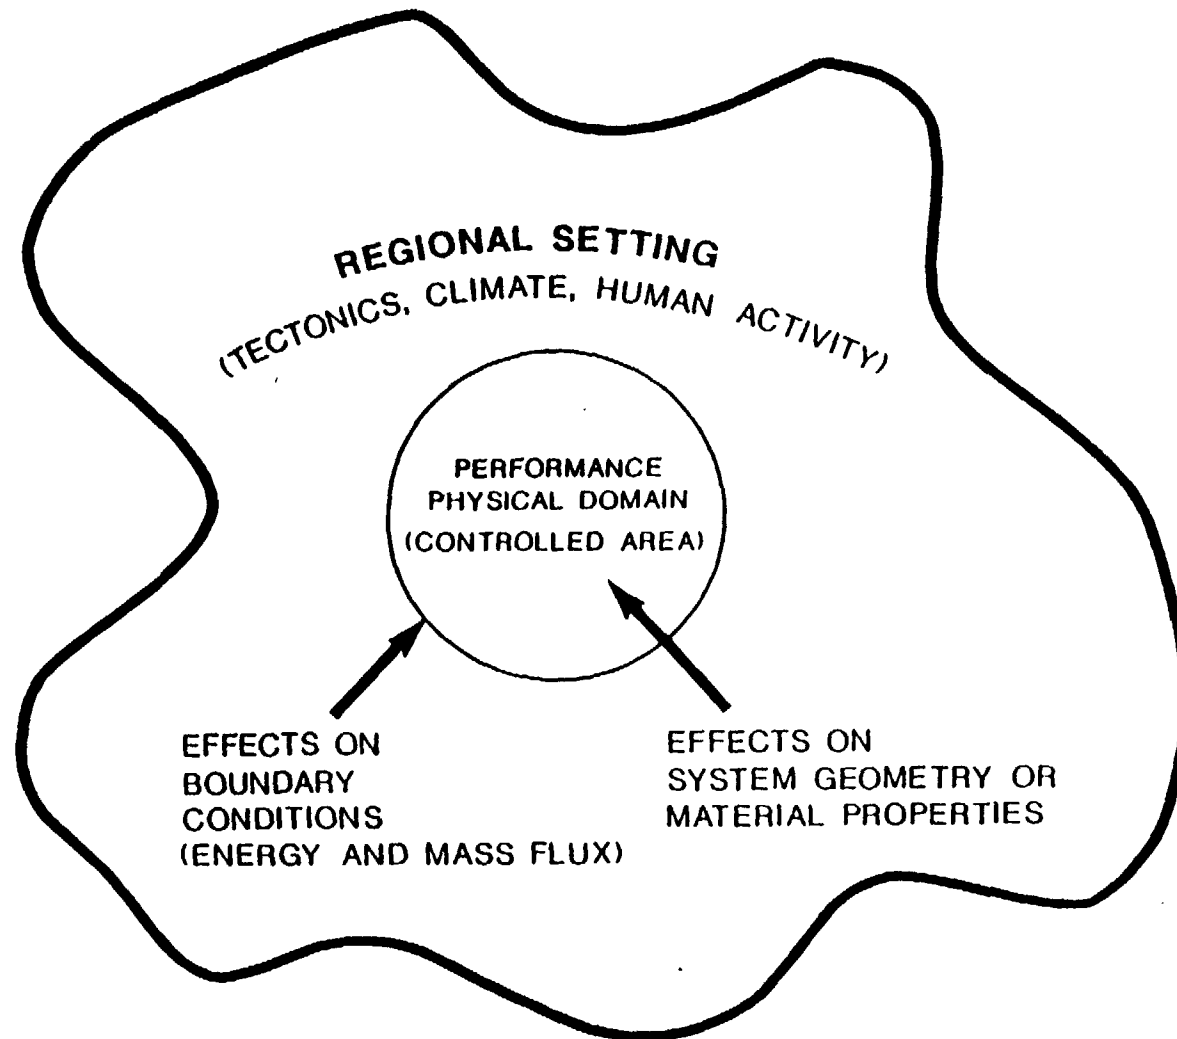 REGIONAL SETTING
(TECTONICS, CLIMATE, HUMAN ACTIVITY)
PERFORMANCE
PHYSICAL DOMAIN
(CONTROLLED AREA)
EFFECTS ON
BOUNDARY
CONDITIONS
(ENERGY AND MASS FLUX)
EFFECTS ON
SYSTEM GEOMETRY OR
MATERIAL PROPERTIES